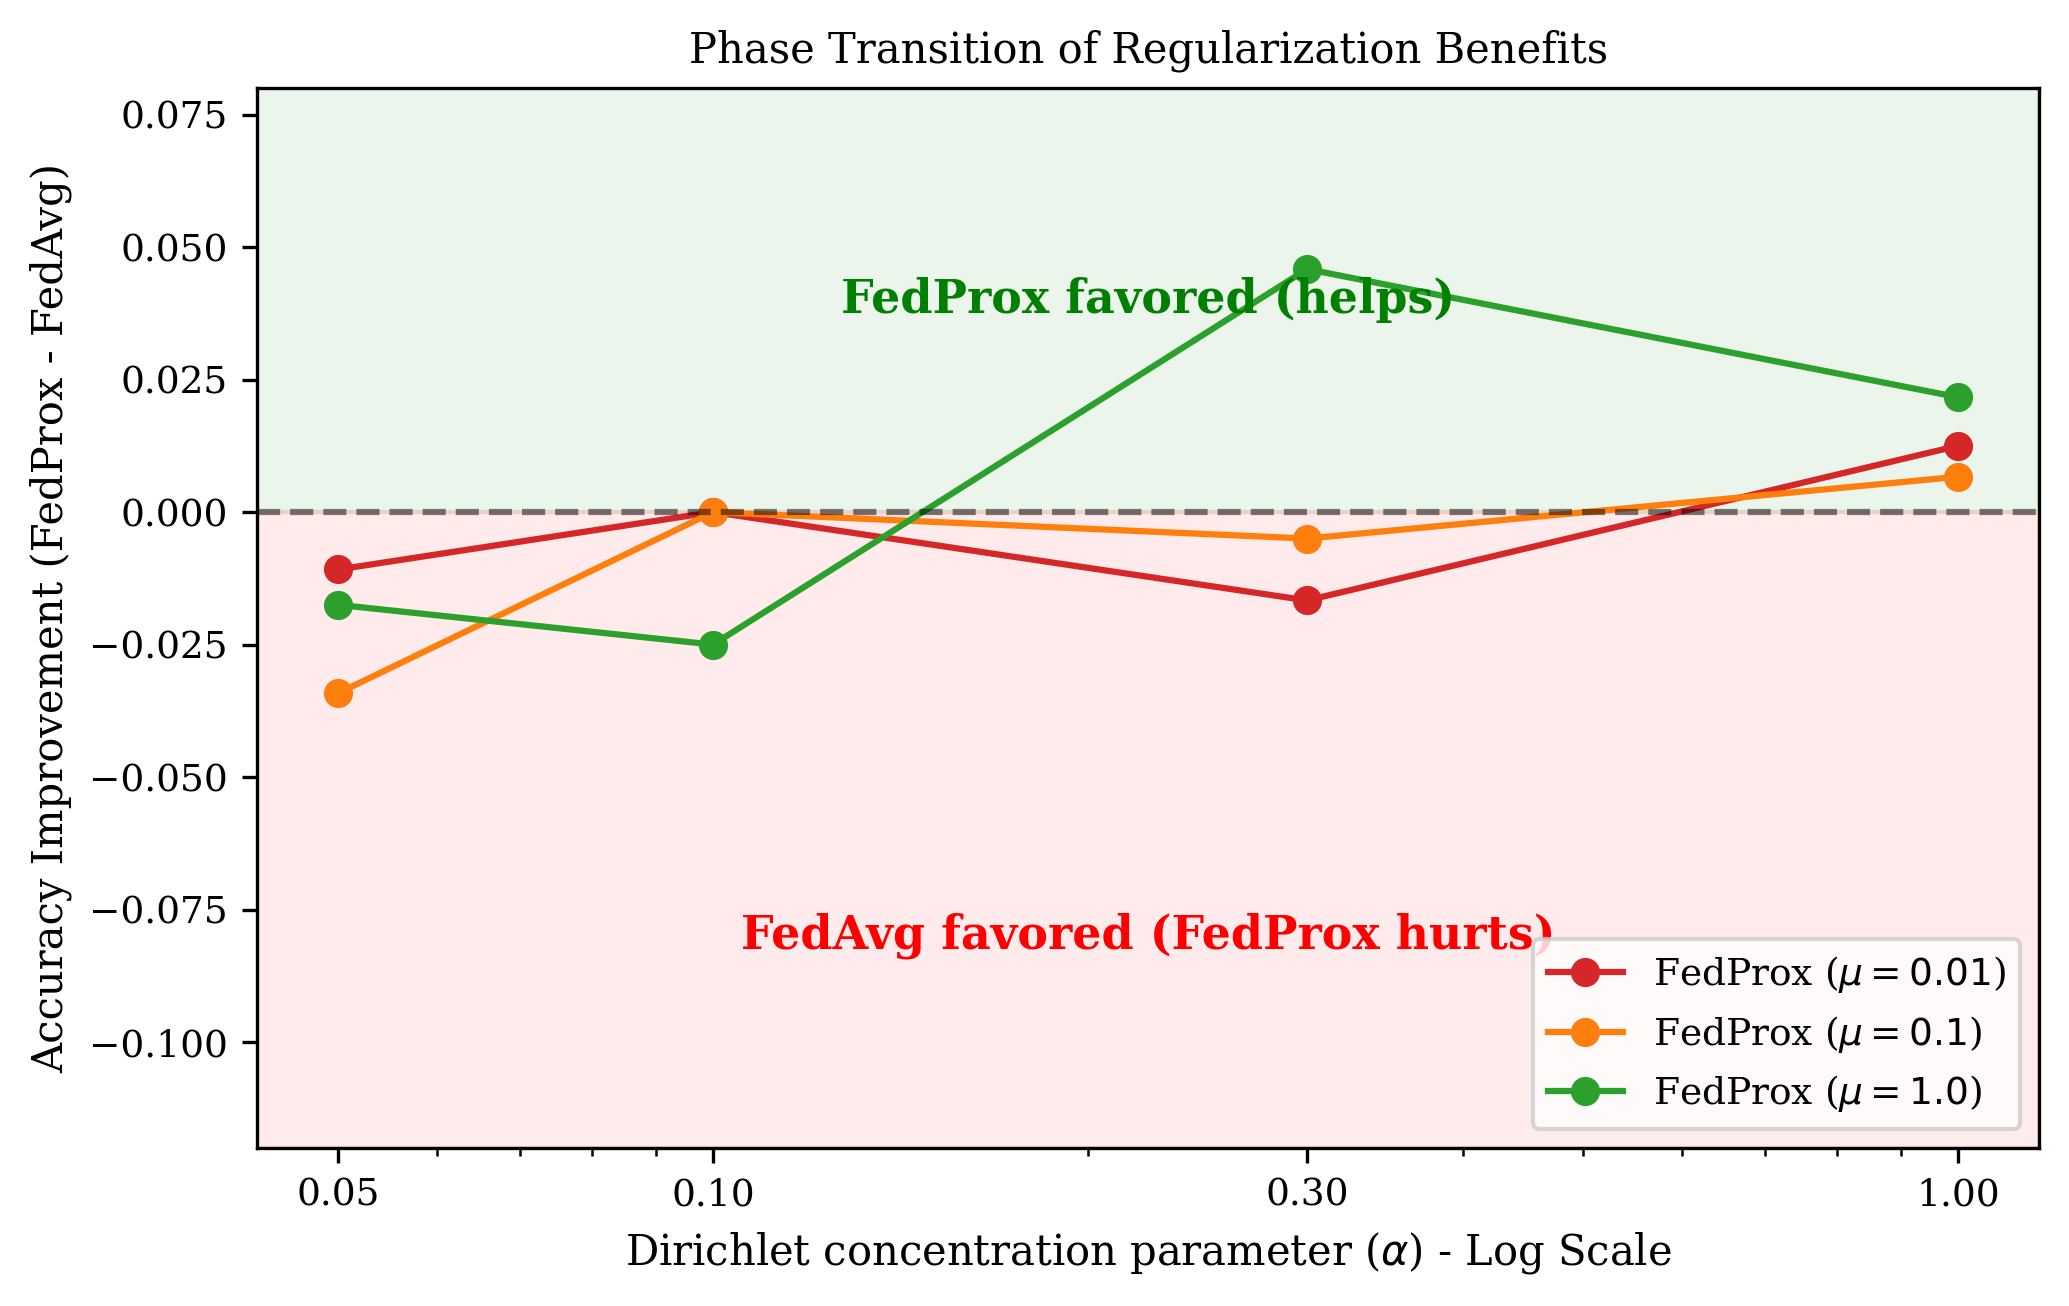 Phase Transition of Regularization Benefits
Accuracy Improvement (FedProx - FedAvg)
0.075
0.050
0.025
0.000
−0.025
−0.050
−0.075
−0.100
FedProx favored (helps)
FedAvg favored (FedProx hurts)
FedProx (μ = 0.01)
FedProx (μ = 0.1)
FedProx (μ = 1.0)
0.05 0.10 0.30 1.00
Dirichlet concentration parameter (α) - Log Scale